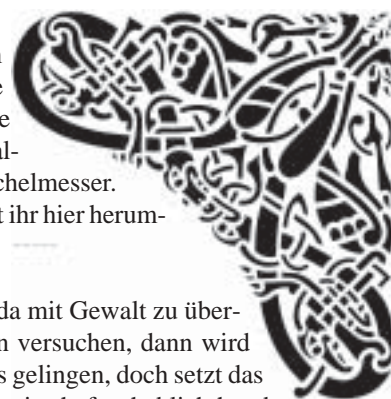 al-
chelmesser.
t ihr hier herum-
da mit Gewalt zu über-
n versuchen, dann wird
s gelingen, doch setzt das